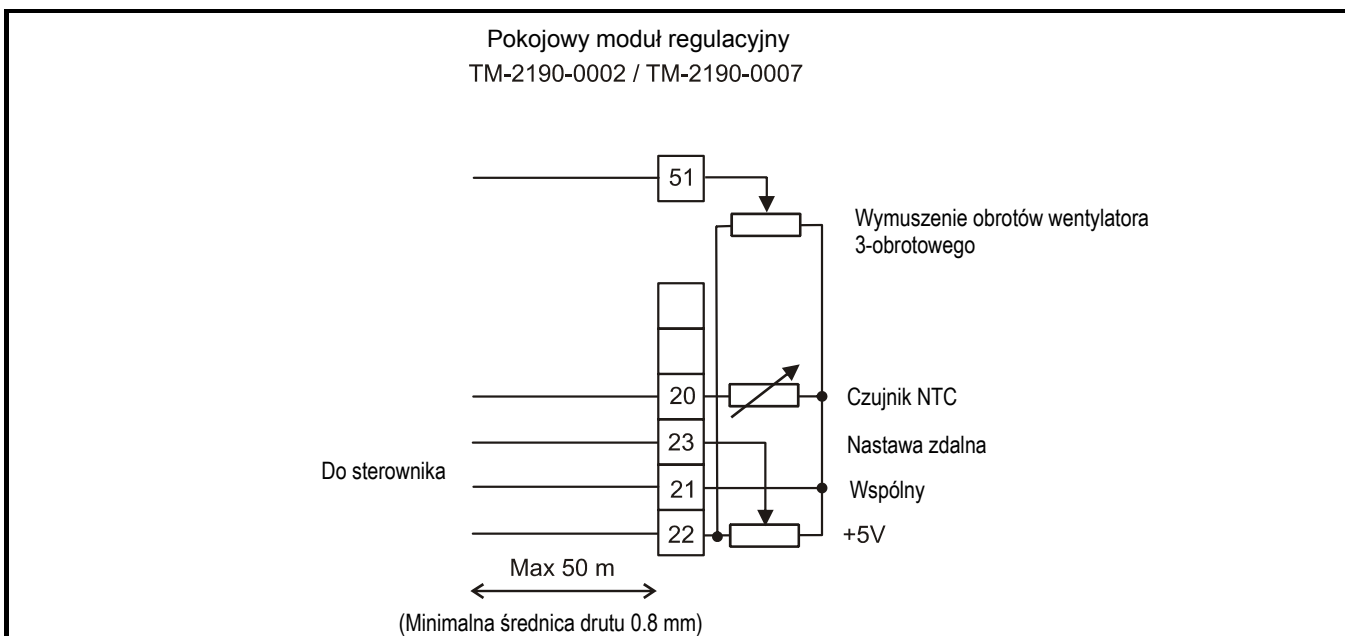 Pokojowy moduł regulacyjny
TM-2190-0002 / TM-2190-0007
51
Wymuszenie obrotów wentylatora
3-obrotowego
20
Czujnik NTC
23
Nastawa zdalna
Do sterownika
21
Wspólny
22
+5V
Max 50 m
(Minimalna średnica drutu 0.8 mm)